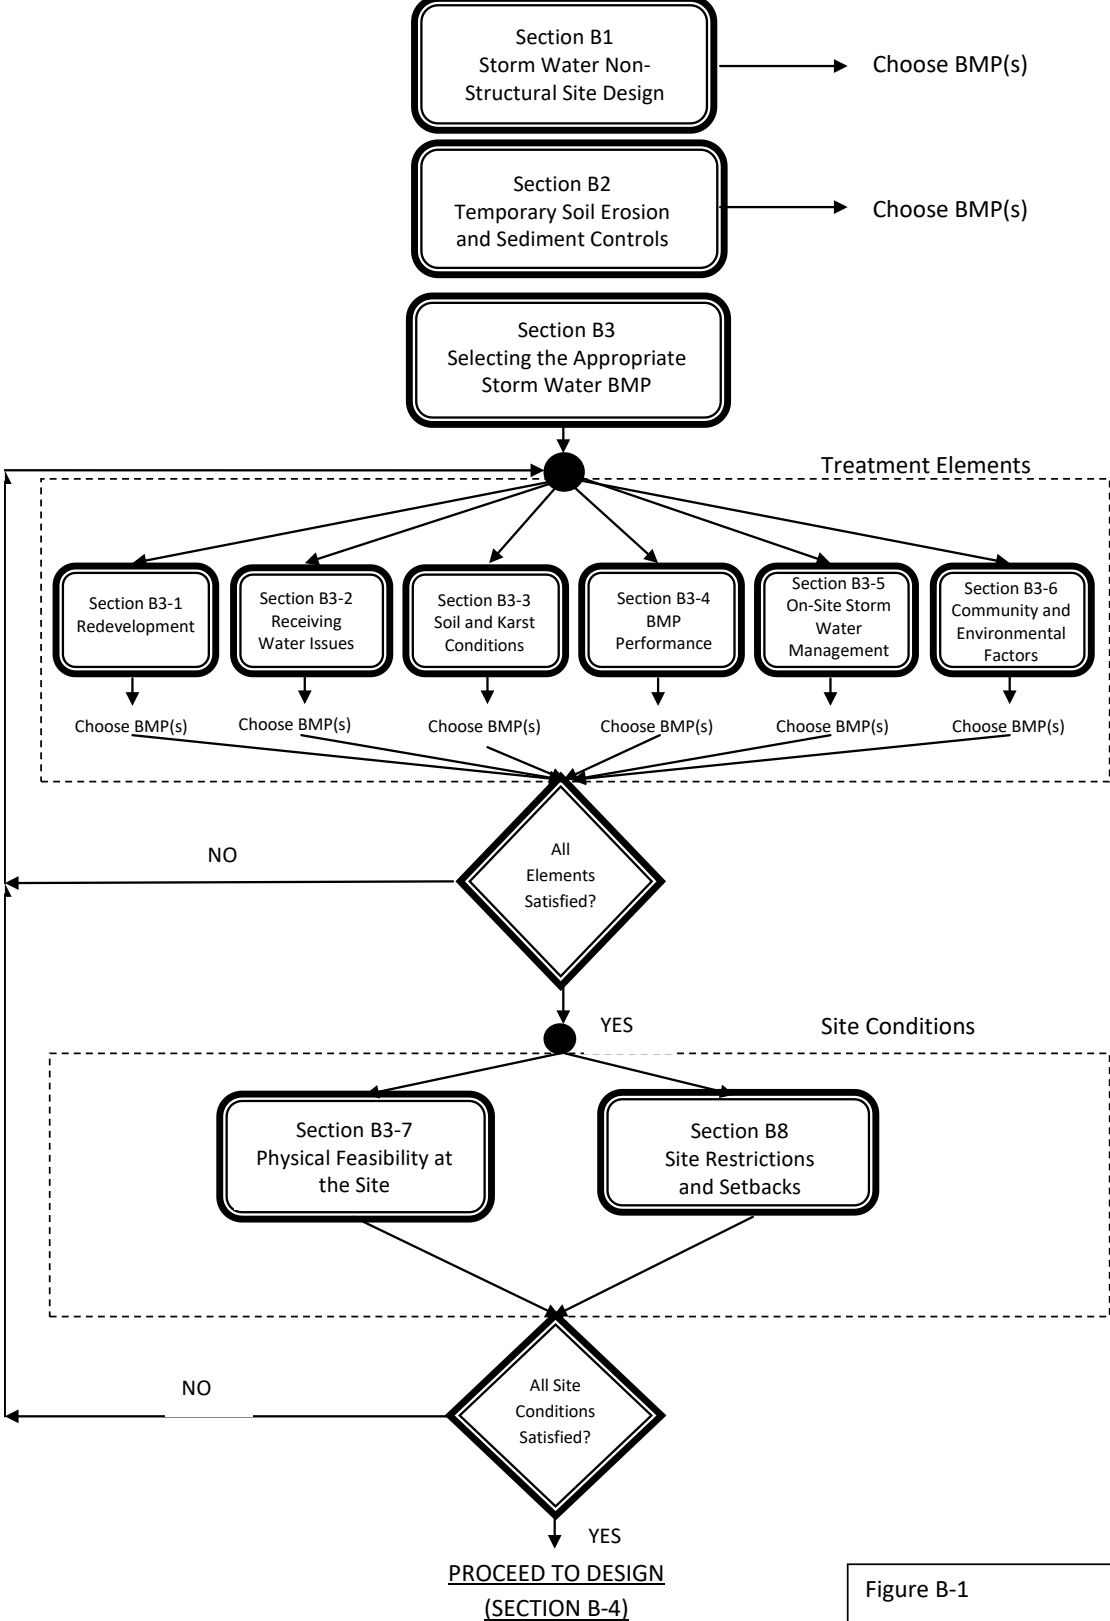 Section B1
Storm Water Non-
Structural Site Design
Choose BMP(s)
Section B2
Temporary Soil Erosion
and Sediment Controls
Choose BMP(s)
Section B3
Selecting the Appropriate
Storm Water BMP
Treatment Elements
Section B3-1
Redevelopment
Section B3-2
Receiving
Water Issues
Section B3-3
Soil and Karst
Conditions
Section B3-4
BMP
Performance
Section B3-5
On-Site Storm
Water
Management
Section B3-6
Community and
Environmental
Factors
Choose BMP(s)
Choose BMP(s)
Choose BMP(s)
Choose BMP(s)
Choose BMP(s)
Choose BMP(s)
NO
All
Elements
Satisfied?
YES
Site Conditions
Section B3-7
Physical Feasibility at
the Site
Section B8
Site Restrictions
and Setbacks
NO
All Site
Conditions
Satisfied?
YES
PROCEED TO DESIGN
(SECTION B-4)
Figure B-1